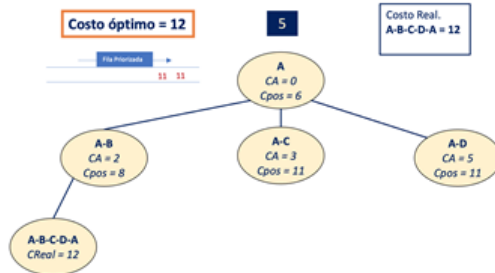 Costo óptimo = 12
5
Costo Real.
A-B-C-D-A = 12
Fila Priorizada
11 11
A
CA = 0
Cpos = 6
A-B
CA = 2
Cpos = 8
A-C
CA = 3
Cpos = 11
A-D
CA = 5
Cpos = 11
A-B-C-D-A
CReal = 12